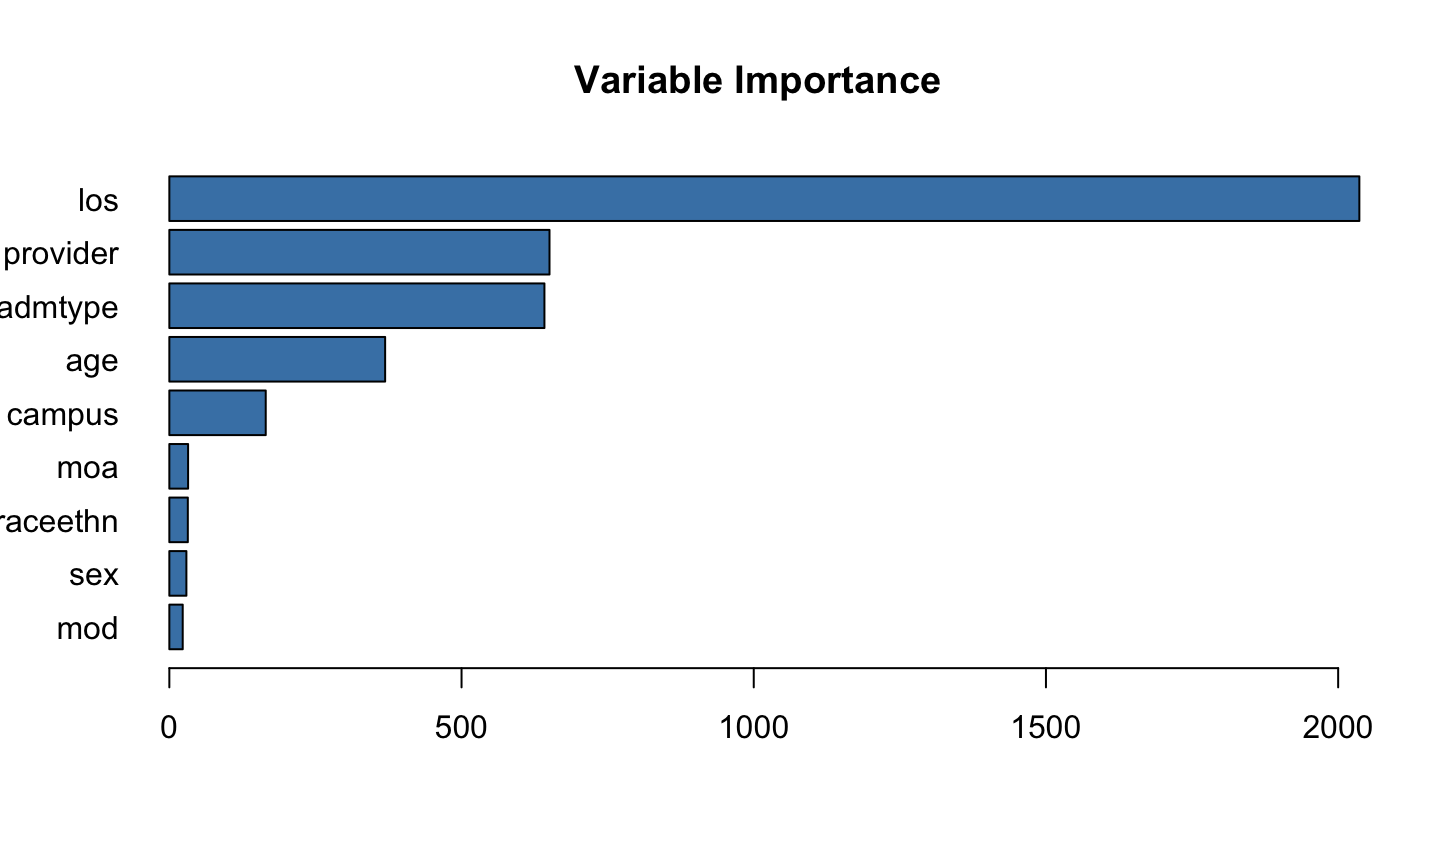 Variable Importance
los
provider
admtype
age
campus
moa
raceethn
sex
mod
0 500 1000 1500 2000